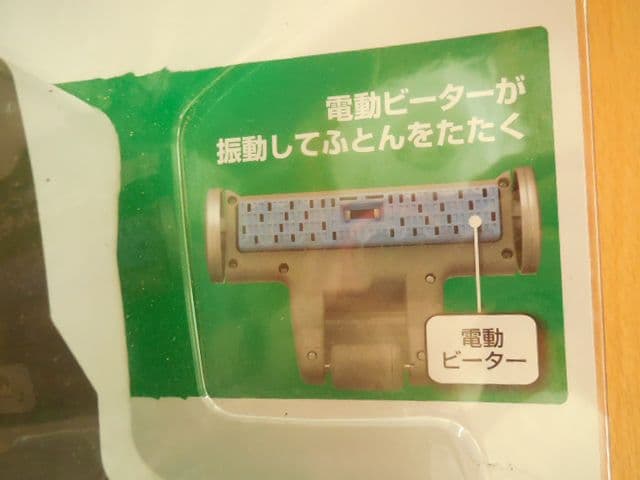 電動ビーターが
振動してふとんをたたく
電動
ビーター